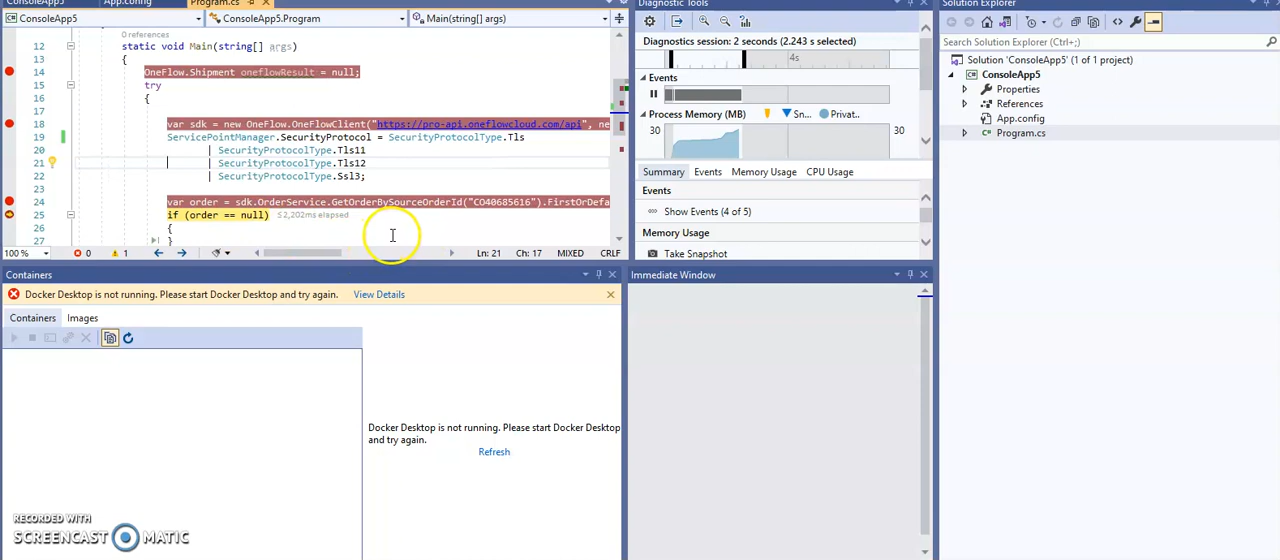 ConsoleApp5
App.config
Program.cs
Diagnostic Tools
Solution Explorer
ConsoleApp5
ConsoleApp5.Program
Main(string[] args)
0 references
12 static void Main(string[] args)
13 {
14 OneFlow.Shipment oneflowResult = null;
15 try
16 {
17
18 var sdk = new OneFlow.OneFlowClient("https://pro-api.oneflowcloud.com/api",
19 ServicePointManager.SecurityProtocol = SecurityProtocolType.Tls
20 | SecurityProtocolType.Tls11
21 | SecurityProtocolType.Tls12
22 | SecurityProtocolType.Ssl3;
23
24 var order = sdk.OrderService.GetOrderBySourceOrderId("CO40685616").
25 if (order == null) ≤2,202ms elapsed
26 {
27 }
100 %
0
1
Ln: 21
Ch: 17
MIXED
CRLF
Diagnostics session: 2 seconds (2.243 s selected)
4s
Events
Process Memory (MB)
Sn...
Privat...
30
30
Summary
Events
Memory Usage
CPU Usage
Events
Show Events (4 of 5)
Memory Usage
Take Snapshot
Search Solution Explorer (Ctrl+;)
Solution 'ConsoleApp5' (1 of 1 project)
ConsoleApp5
Properties
References
App.config
Program.cs
Containers
Docker Desktop is not running. Please start Docker Desktop and try again.
View Details
Containers
Images
Docker Desktop is not running. Please start Docker Desktop
and try again.
Refresh
Immediate Window
RECORDED WITH
SCREENCAST MATIC